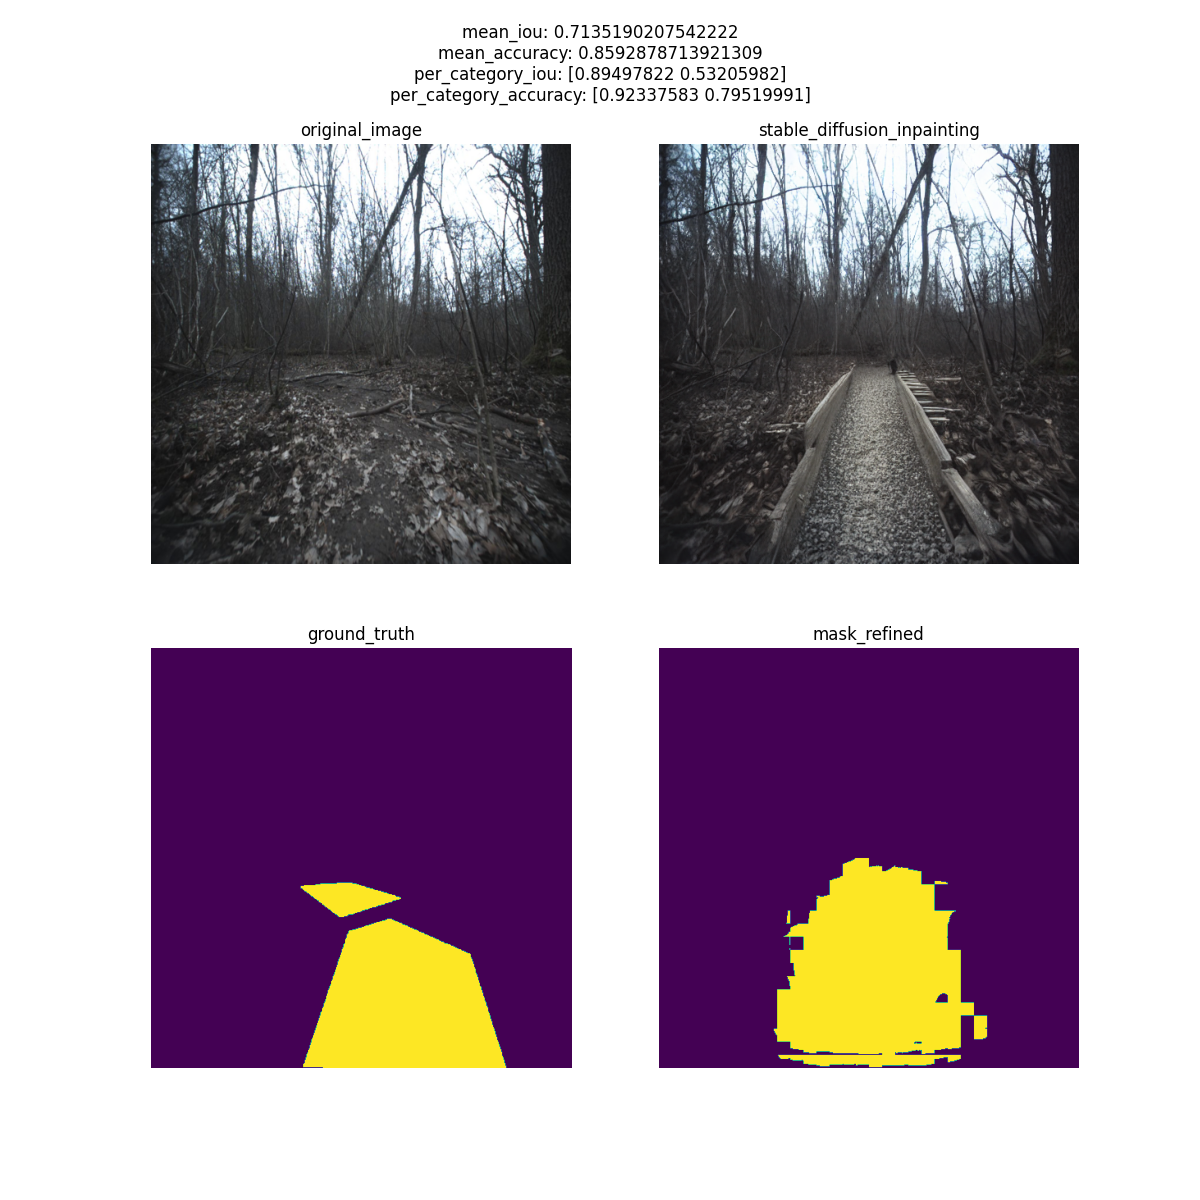 mean_iou: 0.7135190207542222
mean_accuracy: 0.8592878713921309
per_category_iou: [0.89497822 0.53205982]
per_category_accuracy: [0.92337583 0.79519991]
original_image
stable_diffusion_inpainting
ground_truth
mask_refined